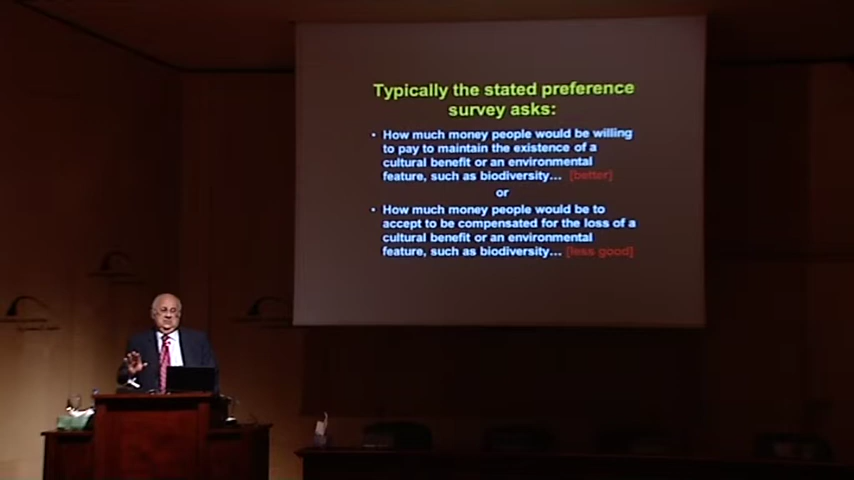 Typically the stated preference
survey asks:
• How much money people would be willing
to pay to maintain the existence of a
cultural benefit or an environmental
feature, such as biodiversity... [better]
or
• How much money people would be to
accept to be compensated for the loss of a
cultural benefit or an environmental
feature, such as biodiversity... [less good]